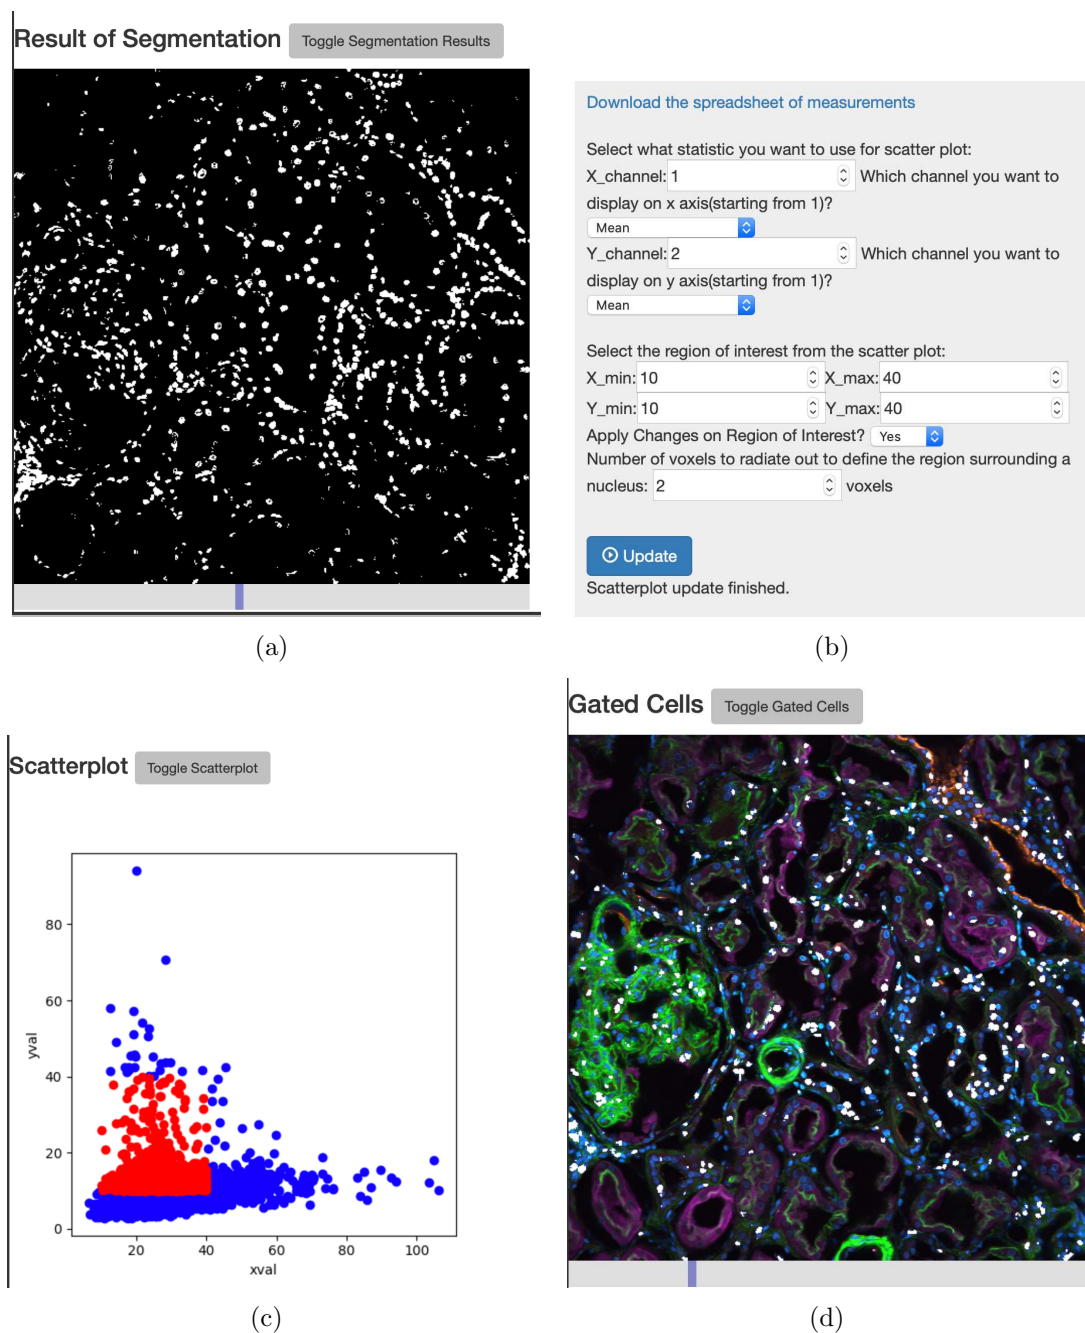 Result of Segmentation
Toggle Segmentation Results
(a)
Download the spreadsheet of measurements
Select what statistic you want to use for scatter plot:
X_channel: 1 Which channel you want to
display on x axis(starting from 1)?
Mean
Y_channel: 2 Which channel you want to
display on y axis(starting from 1)?
Mean
Select the region of interest from the scatter plot:
X_min: 10 X_max: 40
Y_min: 10 Y_max: 40
Apply Changes on Region of Interest? Yes
Number of voxels to radiate out to define the region surrounding a
nucleus: 2 voxels
Update
Scatterplot update finished.
(b)
Scatterplot
Toggle Scatterplot
80
60
40
20
0
yval
20 40 60 80 100
xval
(c)
Gated Cells
Toggle Gated Cells
(d)